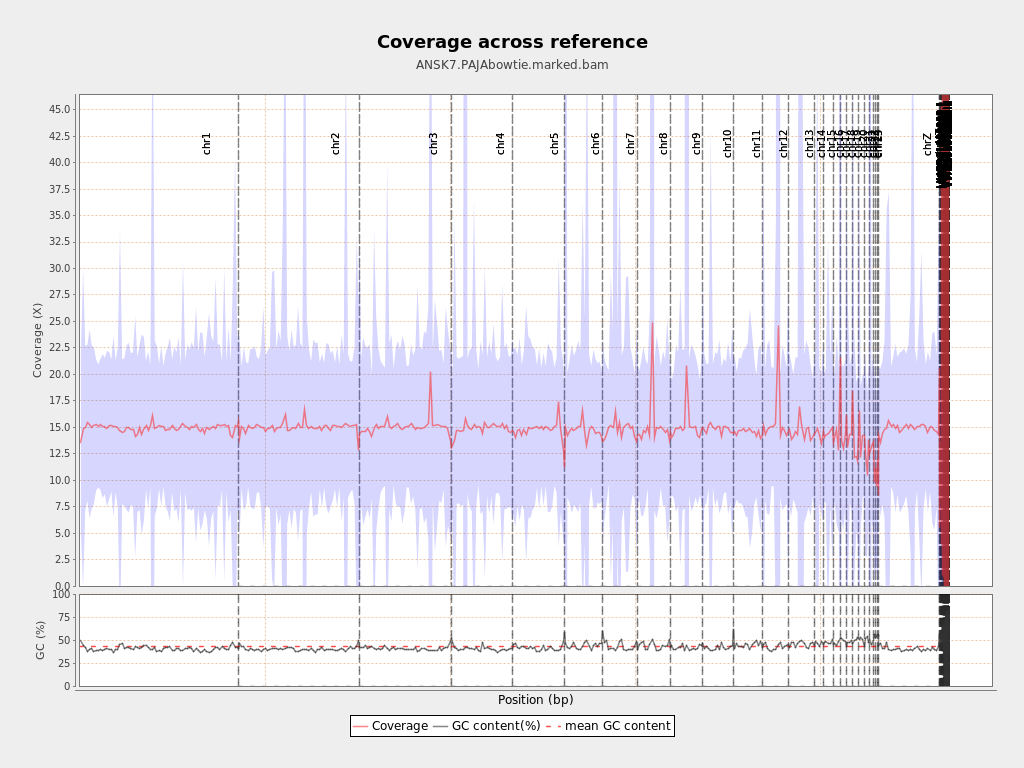 Coverage across reference
ANSK7.PAJAbowtie.marked.bam
45.0
42.5
40.0
37.5
35.0
32.5
30.0
27.5
25.0
22.5
20.0
17.5
15.0
12.5
10.0
7.5
5.0
2.5
0.0
Coverage (X)
chr1
chr2
chr3
chr4
chr5
chr6
chr7
chr8
chr9
chr10
chr11
chr12
chr13
chr14
chr15
chrZ
100
75
50
25
0
GC (%)
Position (bp)
Coverage GC content(%) mean GC content